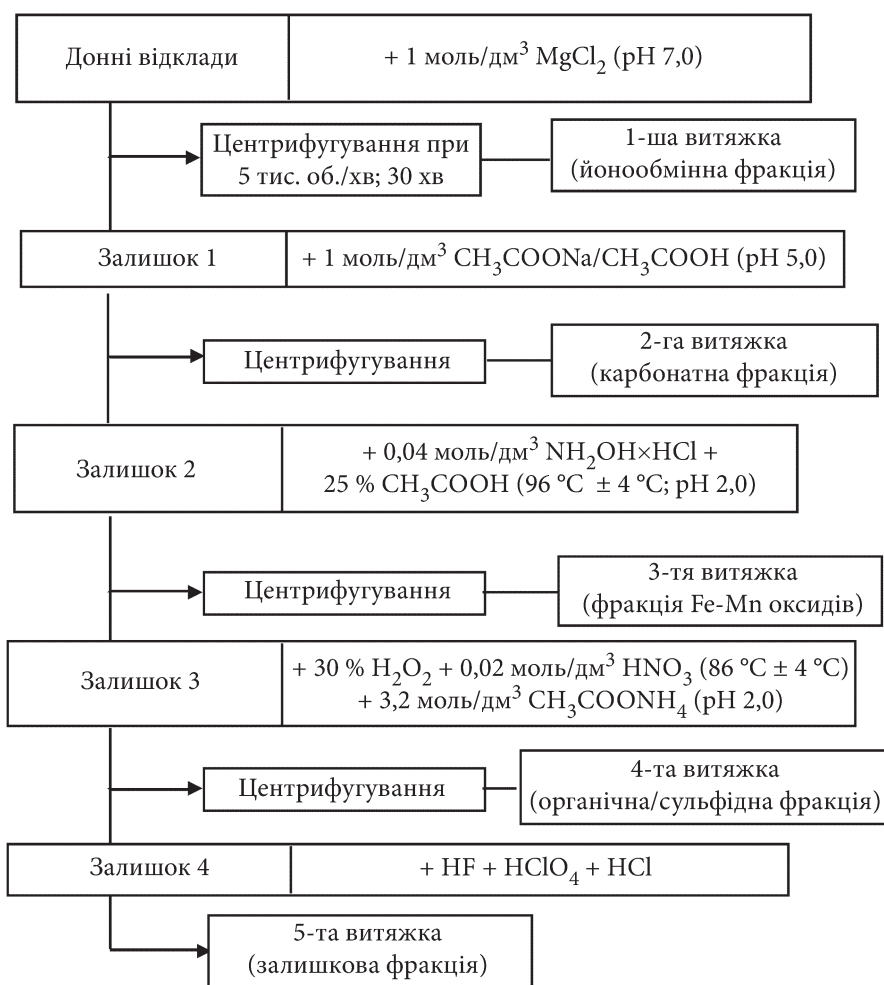 Донні відклади
+ 1 моль/дм³ MgCl₂ (pH 7,0)
Центрифугування при
5 тис. об./хв; 30 хв
1-ша витяжка
(йонообмінна фракція)
Залишок 1
+ 1 моль/дм³ CH₃COONa/CH₃COOH (pH 5,0)
Центрифугування
2-га витяжка
(карбонатна фракція)
Залишок 2
+ 0,04 моль/дм³ NH₂OH×HCl +
25 % CH₃COOH (96 °C ± 4 °C; pH 2,0)
Центрифугування
3-тя витяжка
(фракція Fe-Mn оксидів)
Залишок 3
+ 30 % H₂O₂ + 0,02 моль/дм³ HNO₃ (86 °C ± 4 °C)
+ 3,2 моль/дм³ CH₃COONH₄ (pH 2,0)
Центрифугування
4-та витяжка
(органічна/сульфідна фракція)
Залишок 4
+ HF + HClO₄ + HCl
5-та витяжка
(залишкова фракція)